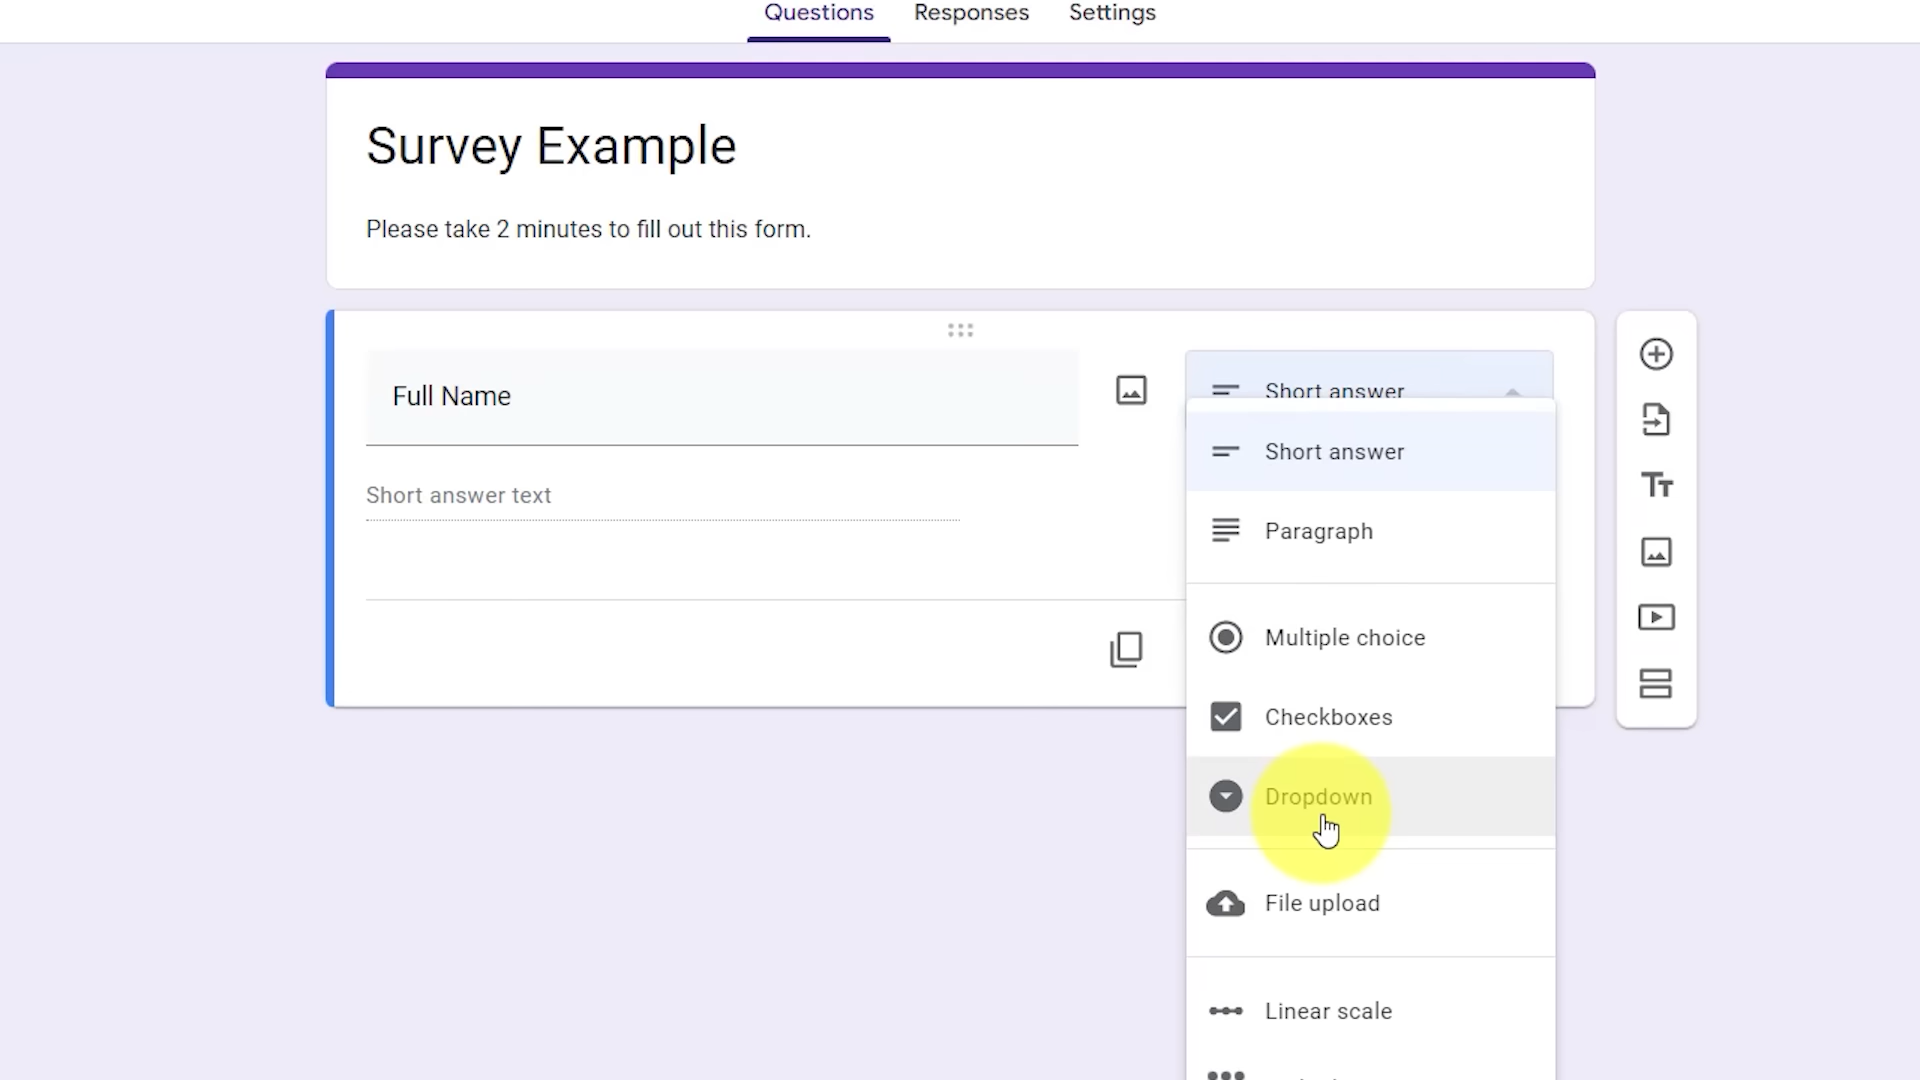 Questions Responses Settings
Survey Example
Please take 2 minutes to fill out this form.
Full Name
Short answer
Short answer text
Short answer
Paragraph
Multiple choice
Checkboxes
Dropdown
File upload
Linear scale